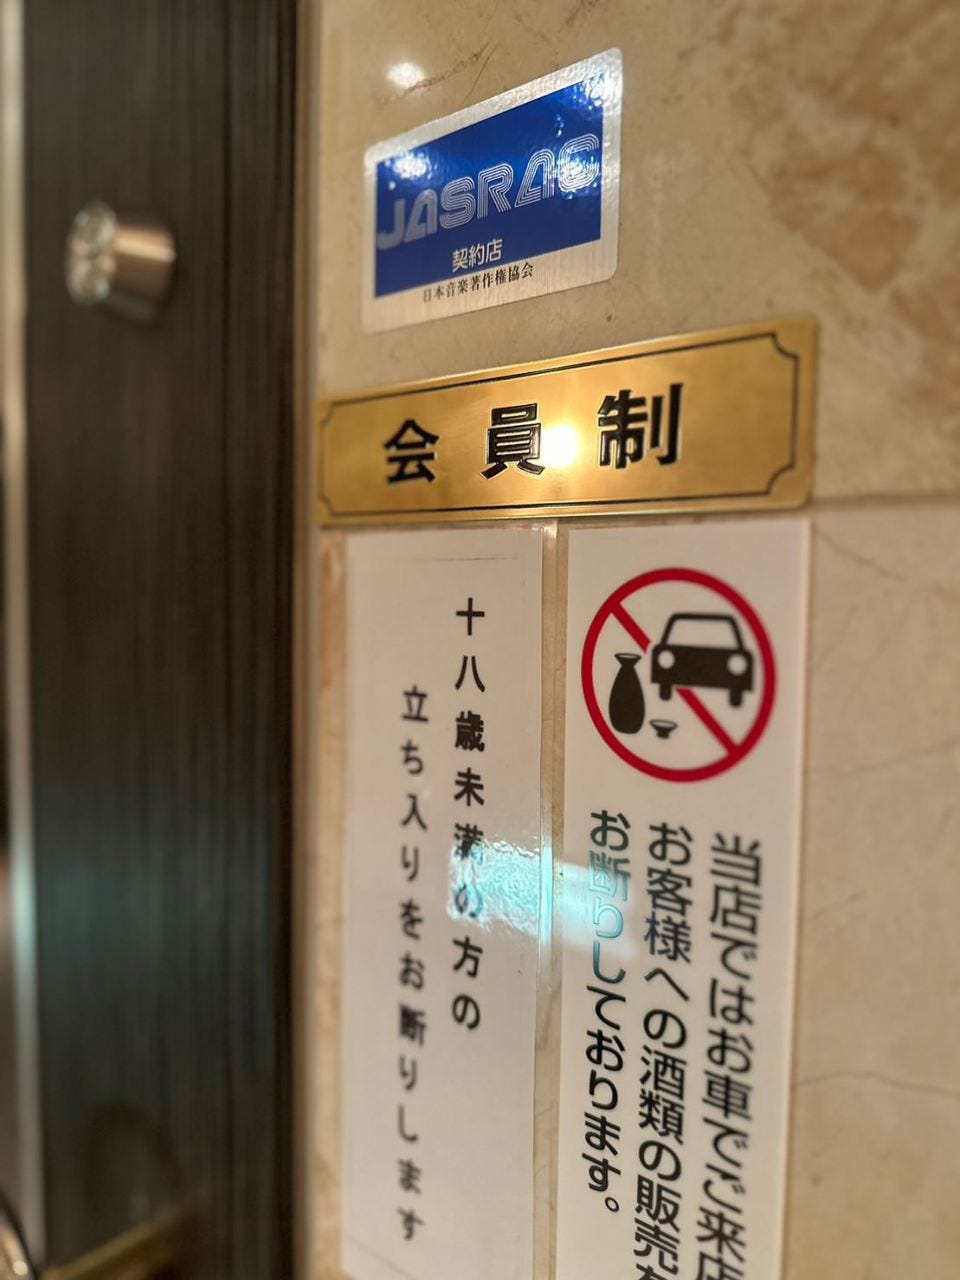 JASRAC
契約店
日本音楽著作権協会
会員制
十八歳未満の方の
立ち入りをお断りします
当店ではお車でご来店
お客様への酒類の販売を
お断りしております。